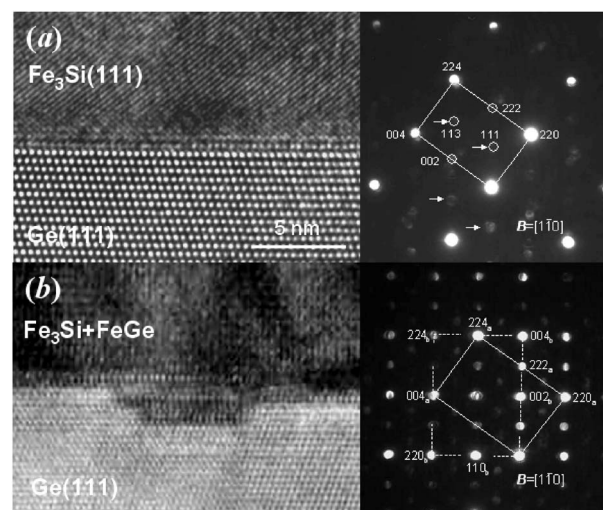 (a)
Fe3Si(111)
Ge(111)
5 nm
224
222
004
113
111
220
002
B=[11̅0]
(b)
Fe3Si+FeGe
Ge(111)
224a
224b
004b
222a
004a
002b
220a
220b
110b
B=[11̅0]